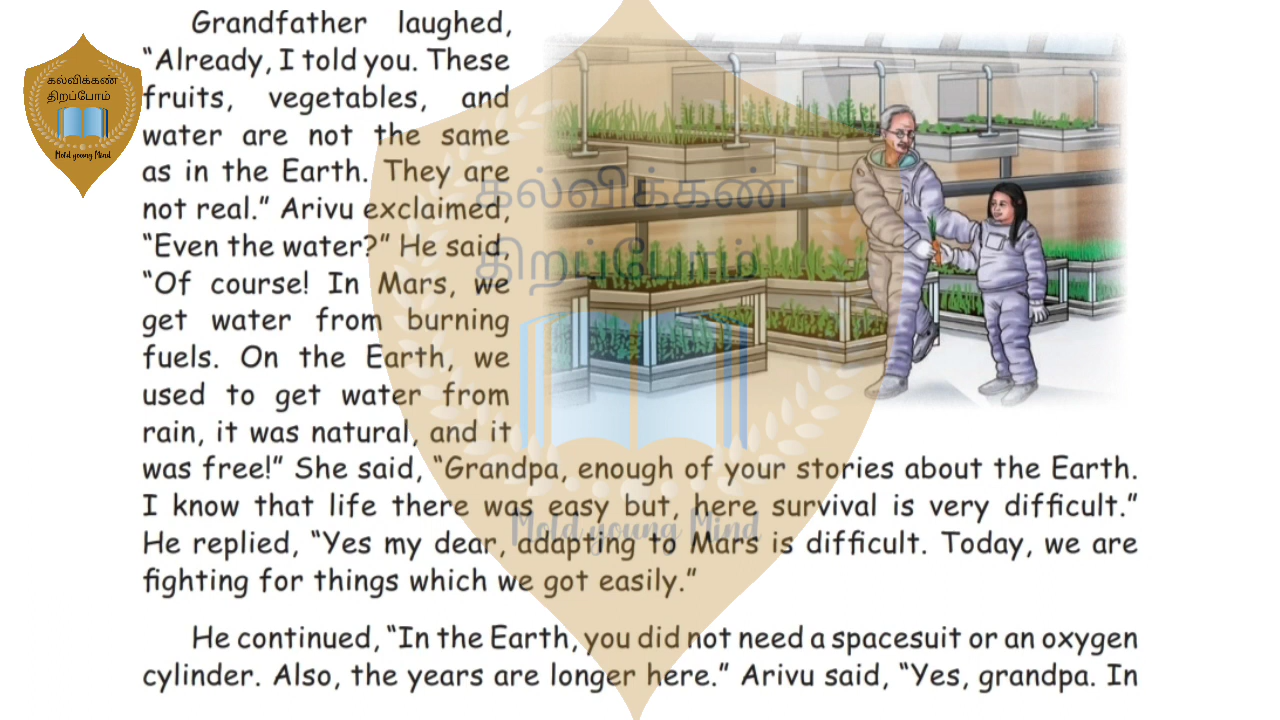 கல்விக்கண்
திறப்போம்
Mold young Mind
Grandfather laughed,
“Already, I told you. These
fruits, vegetables, and
water are not the same
as in the Earth. They are
not real.” Arivu exclaimed,
“Even the water?” He said,
“Of course! In Mars, we
get water from burning
fuels. On the Earth, we
used to get water from
rain, it was natural, and it
was free!” She said, “Grandpa, enough of your stories about the Earth.
I know that life there was easy but, here survival is very difficult.”
He replied, “Yes my dear, adapting to Mars is difficult. Today, we are
fighting for things which we got easily.”
He continued, “In the Earth, you did not need a spacesuit or an oxygen
cylinder. Also, the years are longer here.” Arivu said, “Yes, grandpa. In
கல்விக்கண்
திறப்போம்
Mold young Mind